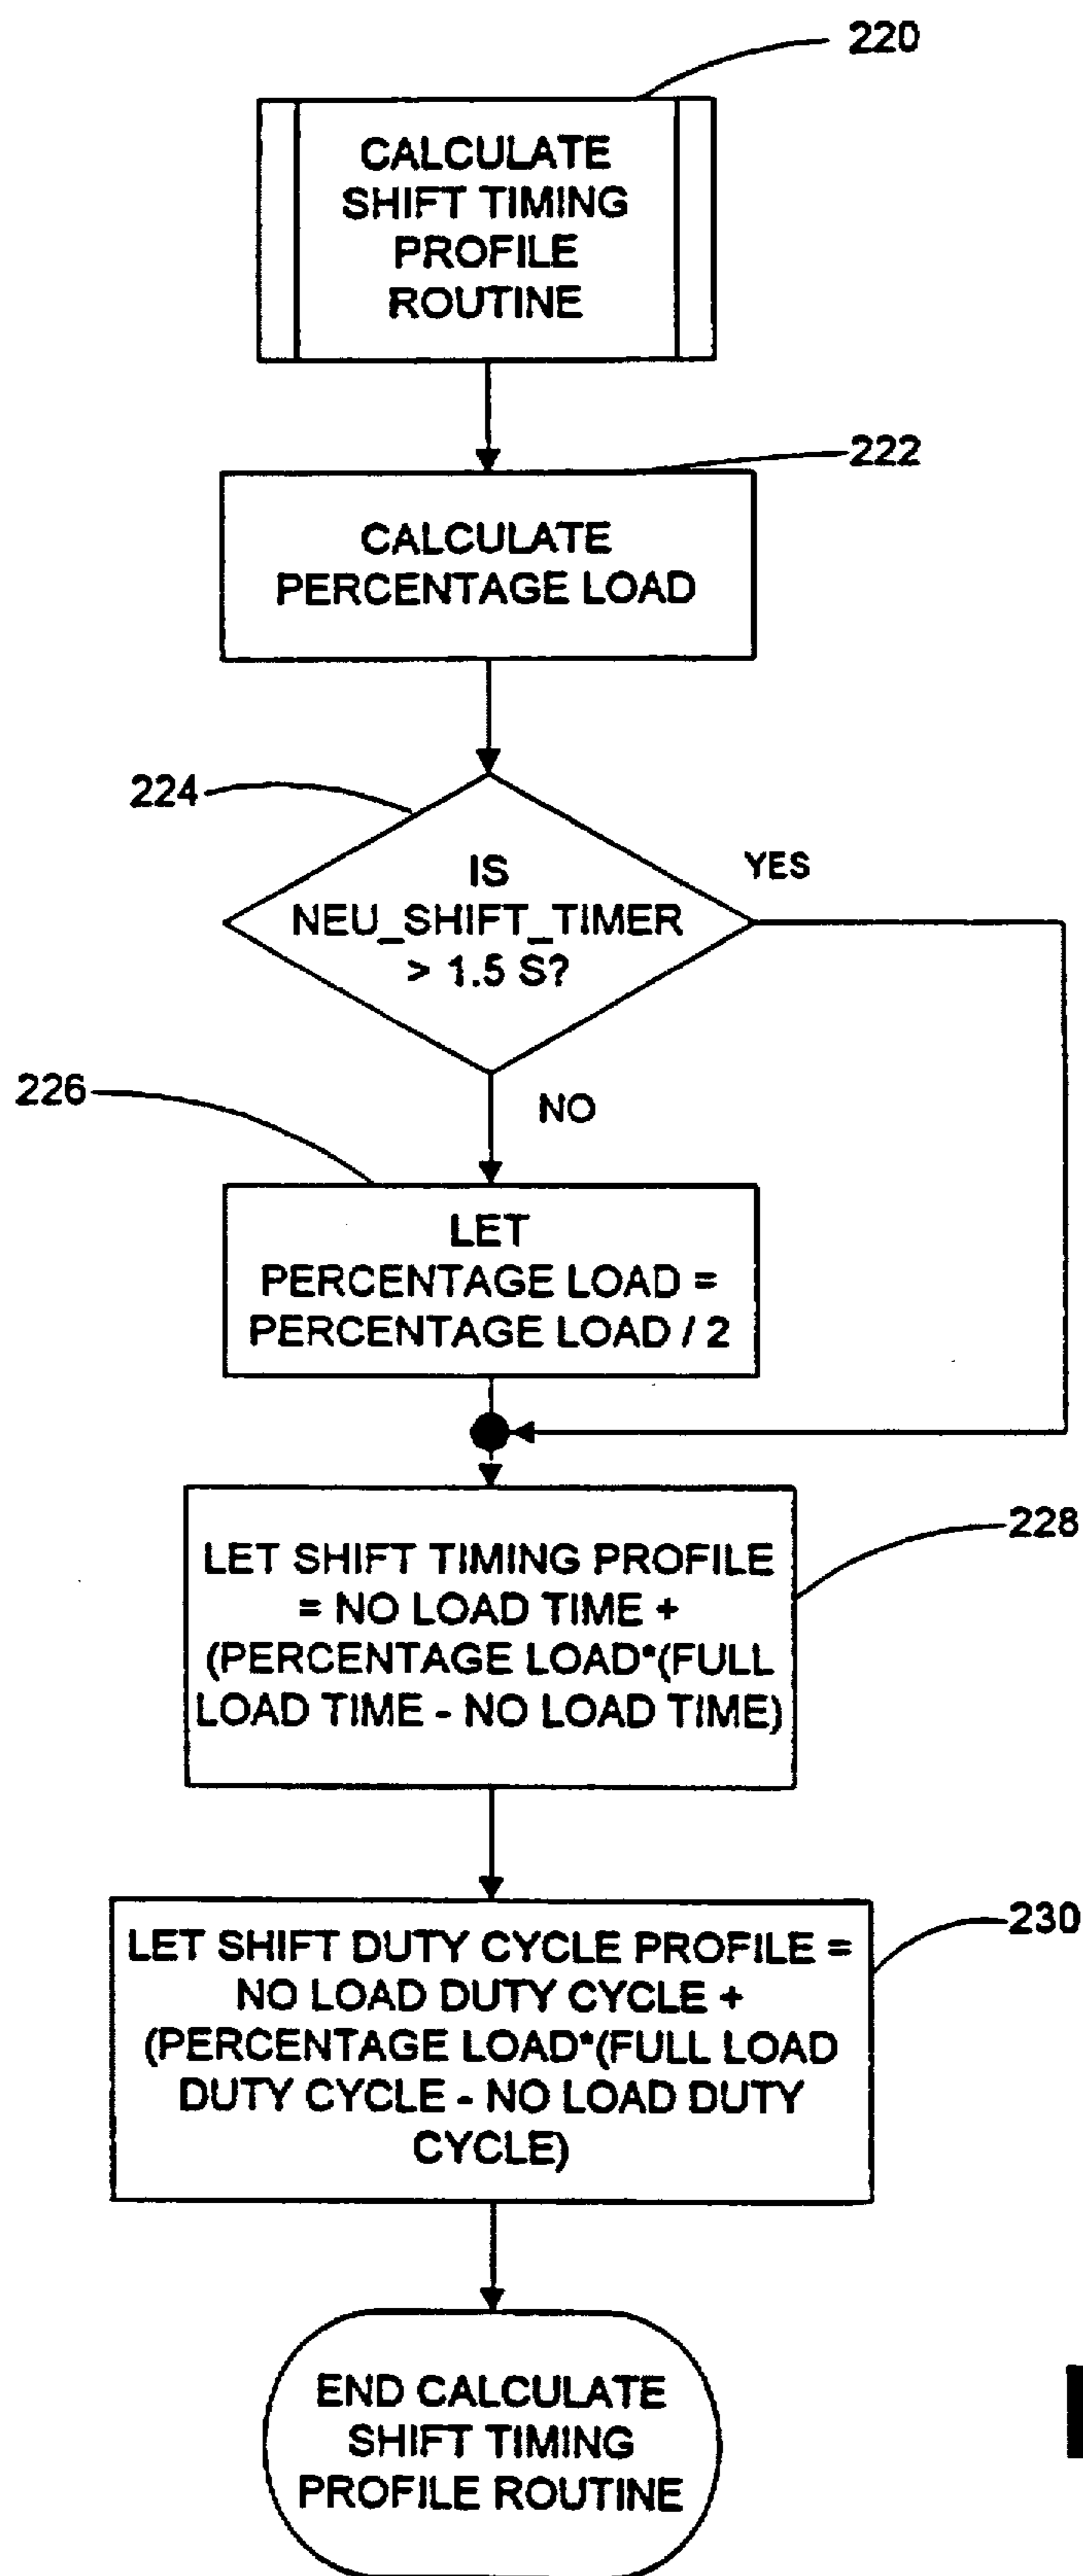 220
CALCULATE
SHIFT TIMING
PROFILE
ROUTINE
222
CALCULATE
PERCENTAGE LOAD
224
IS
NEU_SHIFT_TIMER
> 1.5 S?
YES
NO
226
LET
PERCENTAGE LOAD =
PERCENTAGE LOAD / 2
228
LET SHIFT TIMING PROFILE
= NO LOAD TIME +
(PERCENTAGE LOAD*(FULL
LOAD TIME - NO LOAD TIME)
230
LET SHIFT DUTY CYCLE PROFILE =
NO LOAD DUTY CYCLE +
(PERCENTAGE LOAD*(FULL LOAD
DUTY CYCLE - NO LOAD DUTY
CYCLE)
END CALCULATE
SHIFT TIMING
PROFILE ROUTINE